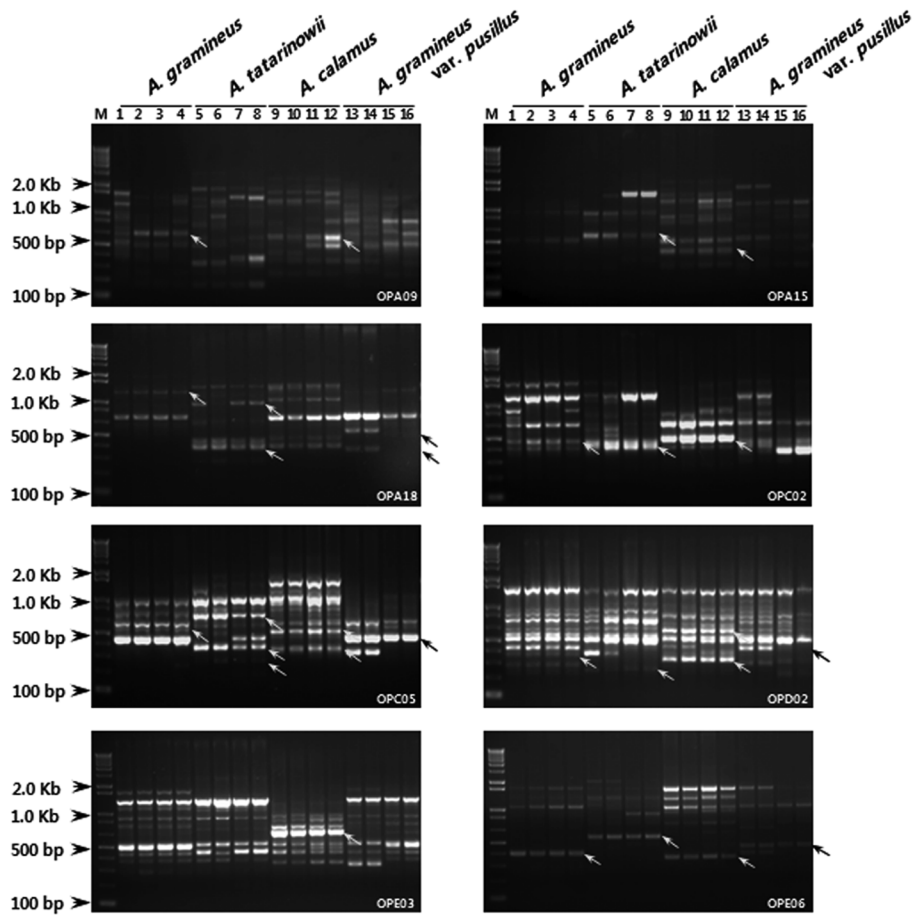 A. gramineus A. tatarinowii A. calamus A. gramineus var. pusillus A. gramineus A. tatarinowii A. calamus A. gramineus var. pusillus
M 1 2 3 4 5 6 7 8 9 10 11 12 13 14 15 16 M 1 2 3 4 5 6 7 8 9 10 11 12 13 14 15 16
2.0 Kb
1.0 Kb
500 bp
100 bp
OPA09 OPA15
2.0 Kb
1.0 Kb
500 bp
100 bp
OPA18 OPC02
2.0 Kb
1.0 Kb
500 bp
100 bp
OPC05 OPD02
2.0 Kb
1.0 Kb
500 bp
100 bp
OPE03 OPE06